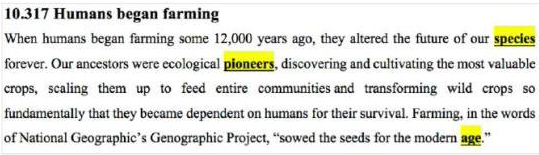 10.317 Humans began farming
When humans began farming some 12,000 years ago, they altered the future of our species
forever. Our ancestors were ecological pioneers, discovering and cultivating the most valuable
crops, scaling them up to feed entire communities and transforming wild crops so
fundamentally that they became dependent on humans for their survival. Farming, in the words
of National Geographic’s Genographic Project, “sowed the seeds for the modern age.”